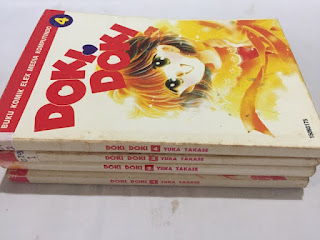 BUKU KOMIK ELEX MEDIA KOMPUTINDO
4
DOKI
DOKI
DOKI DOKI 4 YUKA TAKASE
DOKI DOKI 3 YUKA TAKASE
DOKI DOKI YUKA TAKASE
DOKI DOKI 1 YUKA TAKASE